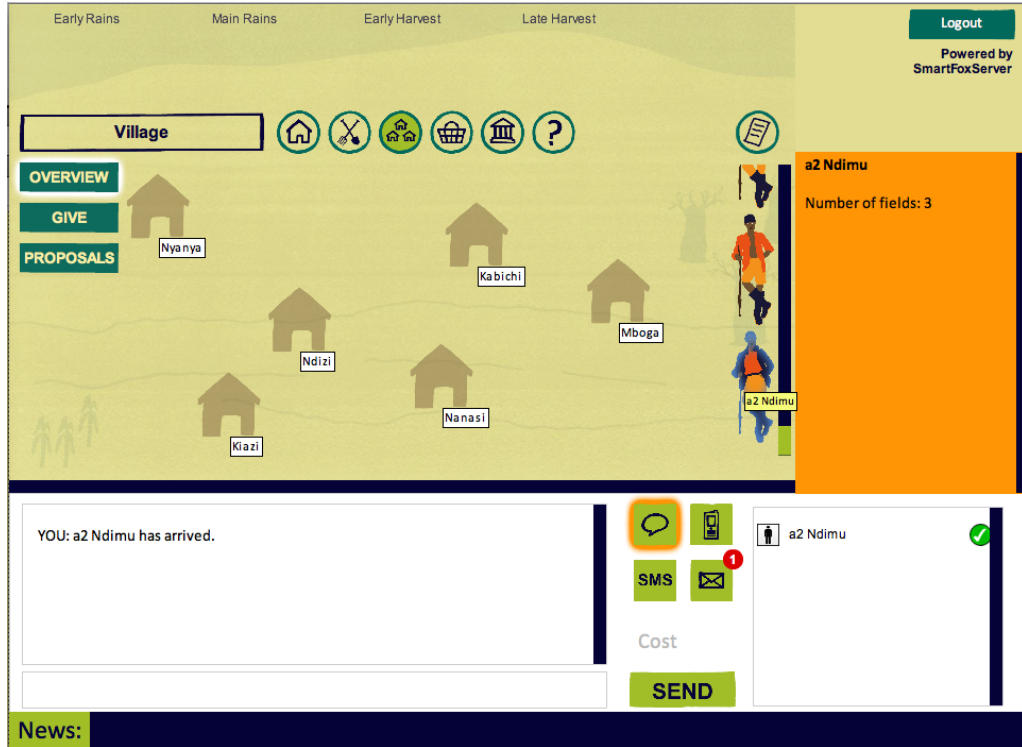 Early Rains
Main Rains
Early Harvest
Late Harvest
Logout
Powered by
SmartFoxServer
Village
?
OVERVIEW
GIVE
PROPOSALS
Nyanya
Kabichi
Mboga
Ndizi
Nanasi
Kiazi
a2 Ndimu
a2 Ndimu
Number of fields: 3
YOU: a2 Ndimu has arrived.
SMS
1
Cost
SEND
a2 Ndimu
News: